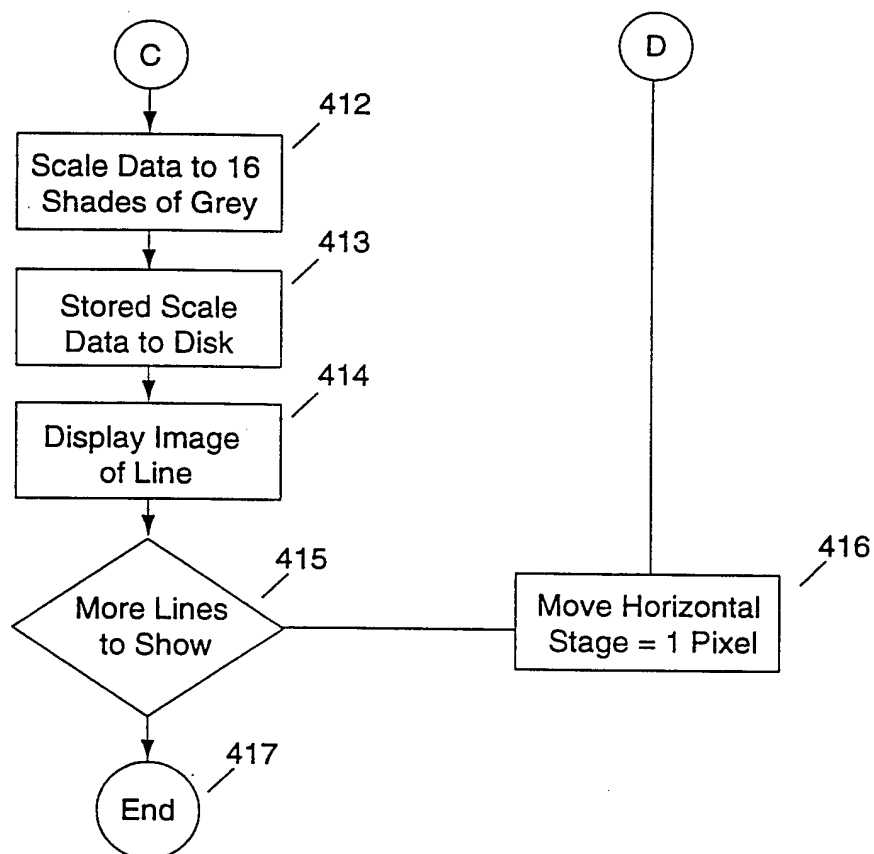 C
D
412
Scale Data to 16
Shades of Grey
413
Stored Scale
Data to Disk
414
Display Image
of Line
415
More Lines
to Show
416
Move Horizontal
Stage = 1 Pixel
417
End